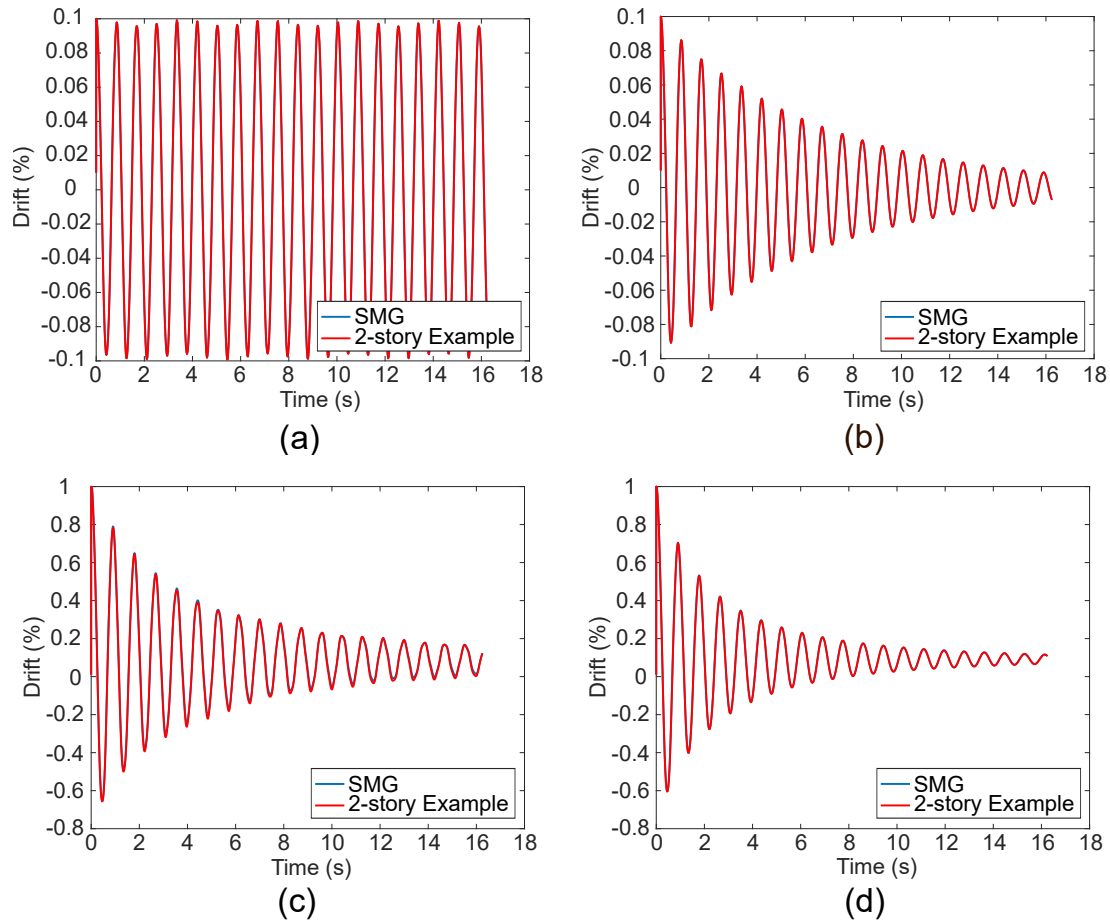 0.1
0.08
0.06
0.04
0.02
0
-0.02
-0.04
-0.06
-0.08
-0.1
Drift (%)
SMG
2-story Example
0 2 4 6 8 10 12 14 16 18
Time (s)
(a)
0.1
0.08
0.06
0.04
0.02
0
-0.02
-0.04
-0.06
-0.08
-0.1
Drift (%)
SMG
2-story Example
0 2 4 6 8 10 12 14 16 18
Time (s)
(b)
1
0.8
0.6
0.4
0.2
0
-0.2
-0.4
-0.6
-0.8
Drift (%)
SMG
2-story Example
0 2 4 6 8 10 12 14 16 18
Time (s)
(c)
1
0.8
0.6
0.4
0.2
0
-0.2
-0.4
-0.6
-0.8
Drift (%)
SMG
2-story Example
0 2 4 6 8 10 12 14 16 18
Time (s)
(d)